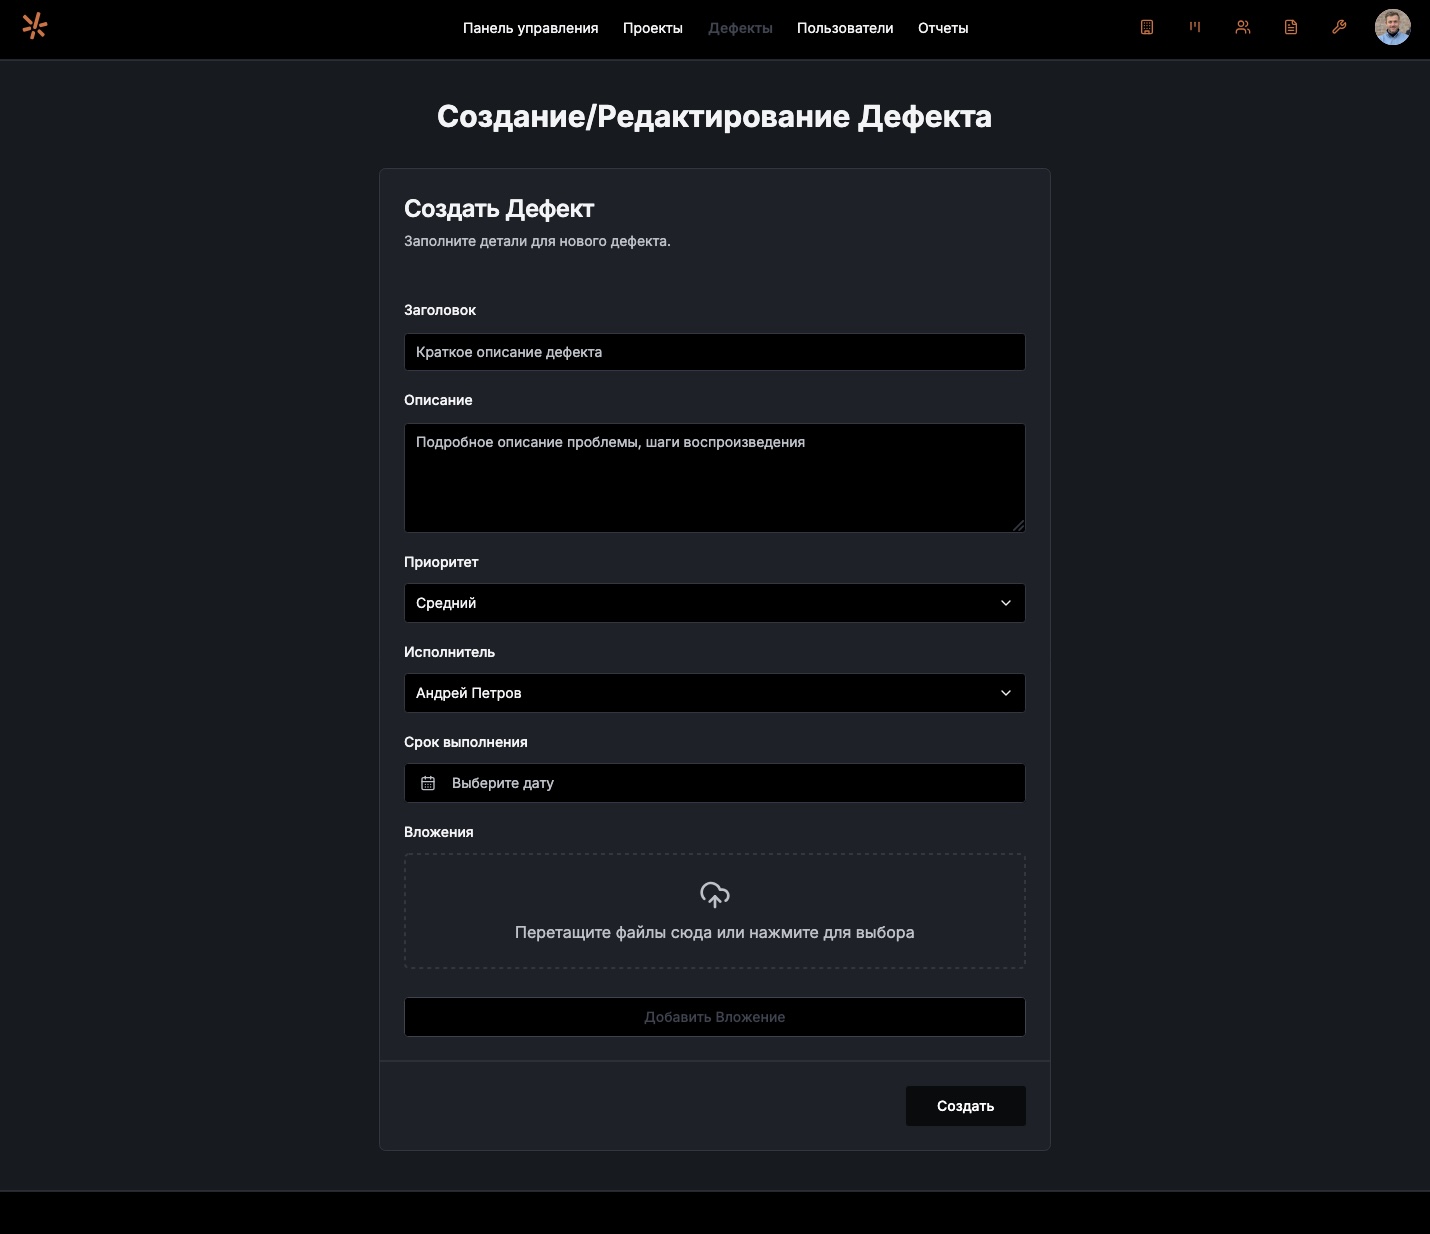 Панель управления Проекты Дефекты Пользователи Отчеты
Создание/Редактирование Дефекта
Создать Дефект
Заполните детали для нового дефекта.
Заголовок
Краткое описание дефекта
Описание
Подробное описание проблемы, шаги воспроизведения
Приоритет
Средний
Исполнитель
Андрей Петров
Срок выполнения
Выберите дату
Вложения
Перетащите файлы сюда или нажмите для выбора
Добавить Вложение
Создать